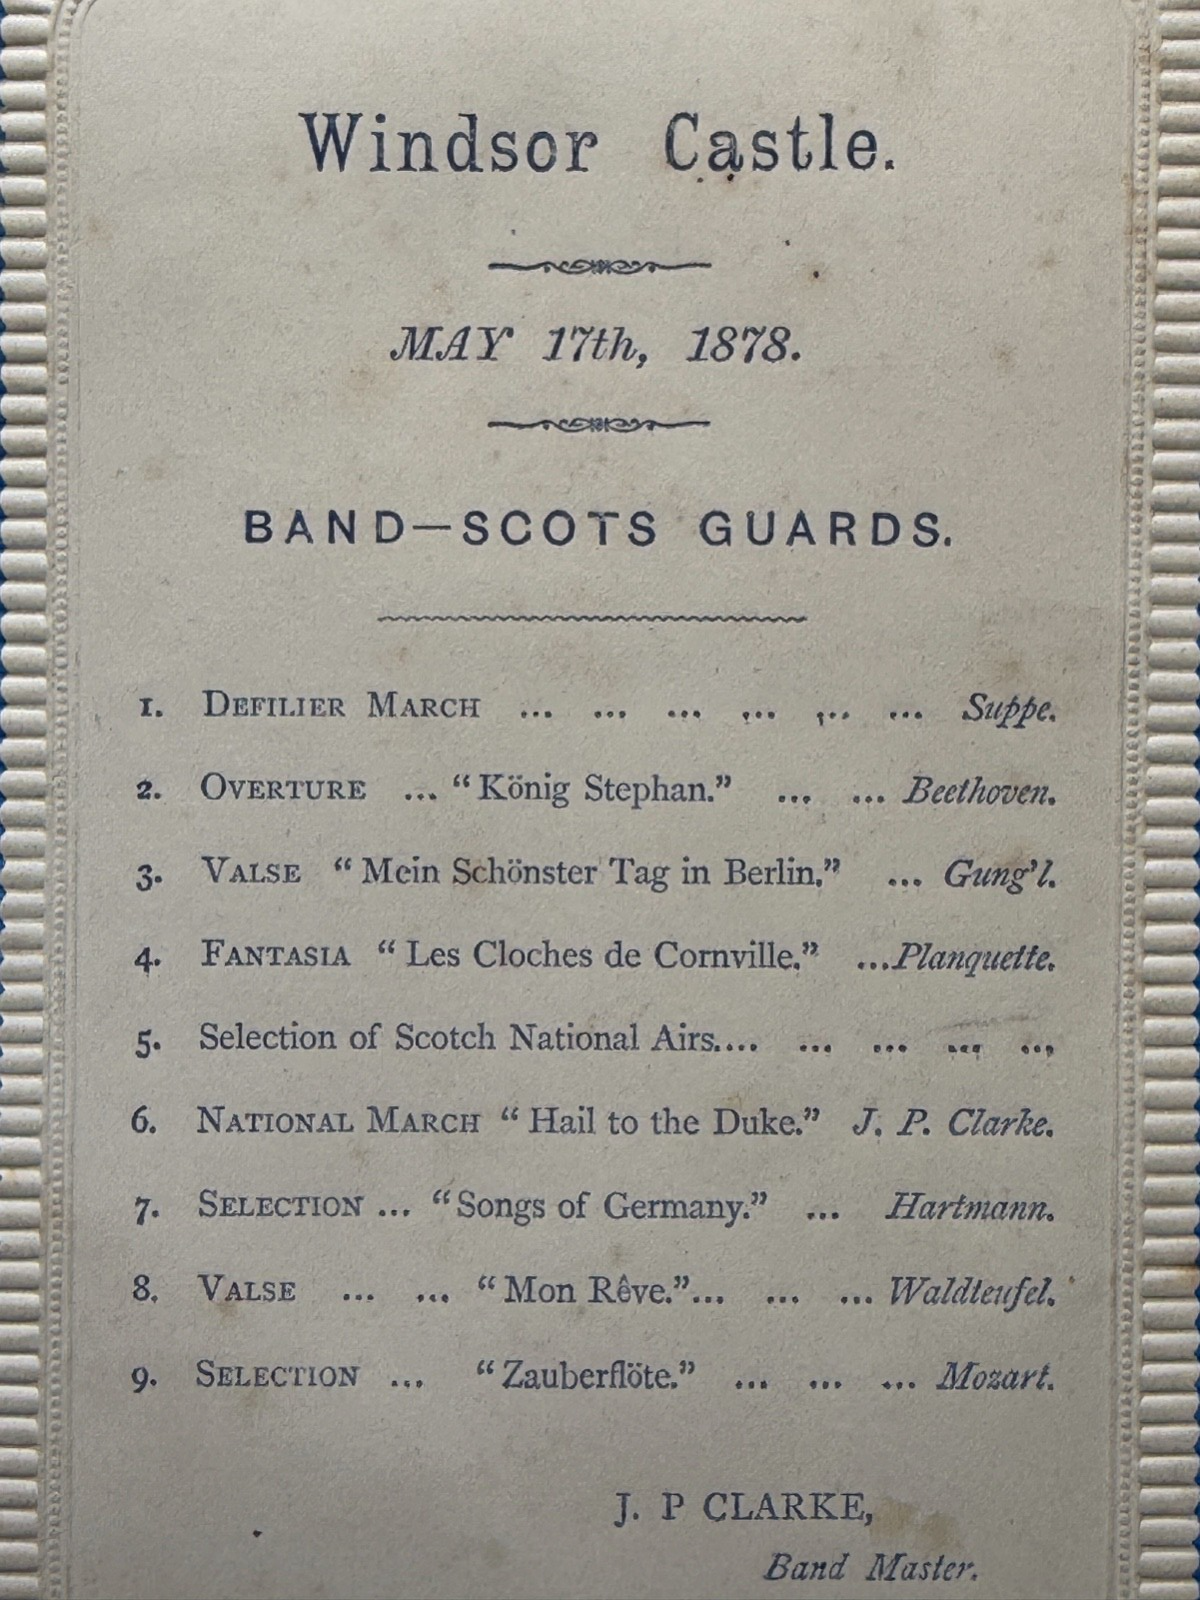 Windsor Castle.
MAY 17th, 1878.
BAND—SCOTS GUARDS.
1. DEFILIER MARCH ... ... ... ... ... ... Suppe.
2. OVERTURE ... “König Stephan.” ... ... Beethoven.
3. VALSE “Mein Schönster Tag in Berlin.” ... Gung’l.
4. FANTASIA “Les Cloches de Cornville.” ...Planquette.
5. Selection of Scotch National Airs.... ... ... ... ...
6. NATIONAL MARCH “Hail to the Duke.” J. P. Clarke.
7. SELECTION ... “Songs of Germany.” ... Hartmann.
8. VALSE ... ... “Mon Rêve.”... ... ... Waldteufel.
9. SELECTION ... “Zauberflöte.” ... ... ... Mozart.
J. P CLARKE,
Band Master.